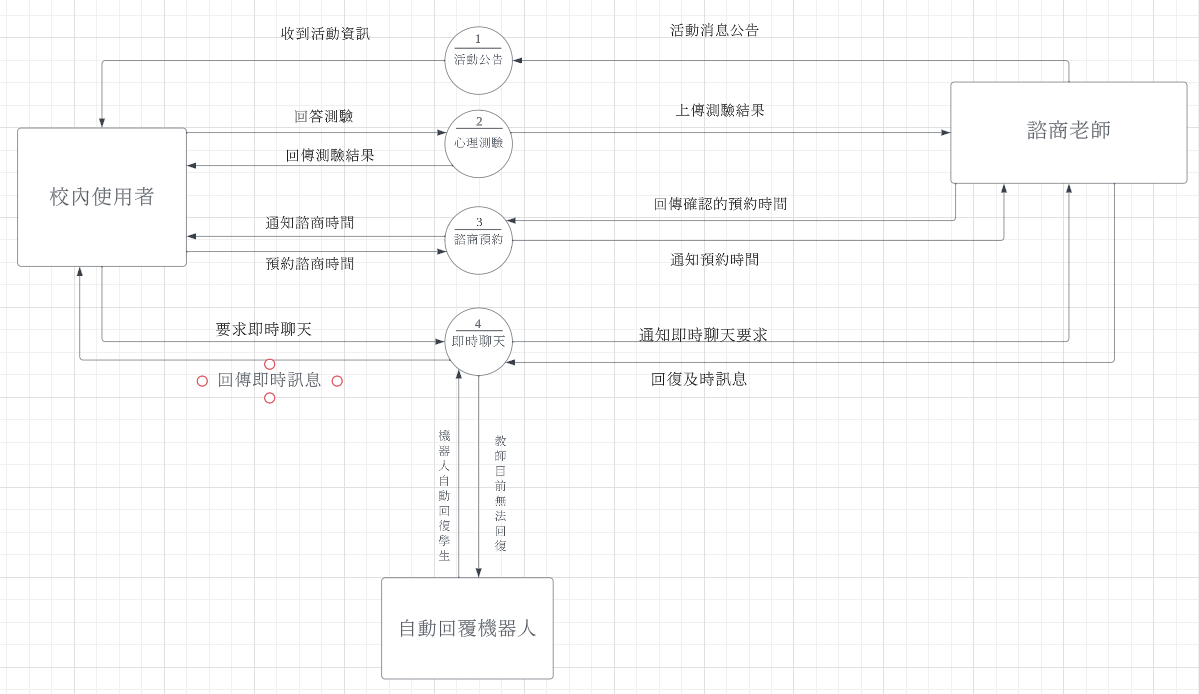 收到活動資訊
活動消息公告
1
活動公告
回答測驗
上傳測驗結果
2
心理測驗
諮商老師
回傳測驗結果
校內使用者
回傳確認的預約時間
通知諮商時間
3
諮商預約
預約諮商時間
通知預約時間
要求即時聊天
4
即時聊天
通知即時聊天要求
回傳即時訊息
回復及時訊息
機器人自動回復學生
教師目前無法回復
自動回覆機器人